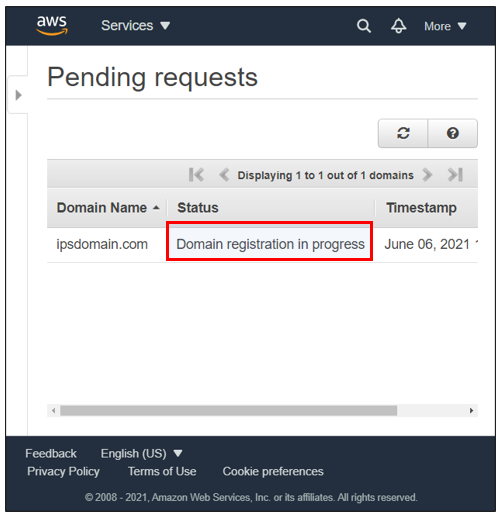 aws Services More
Pending requests
Displaying 1 to 1 out of 1 domains
Domain Name Status Timestamp
ipsdomain.com Domain registration in progress June 06, 2021
Feedback English (US)
Privacy Policy Terms of Use Cookie preferences
© 2008 - 2021, Amazon Web Services, Inc. or its affiliates. All rights reserved.